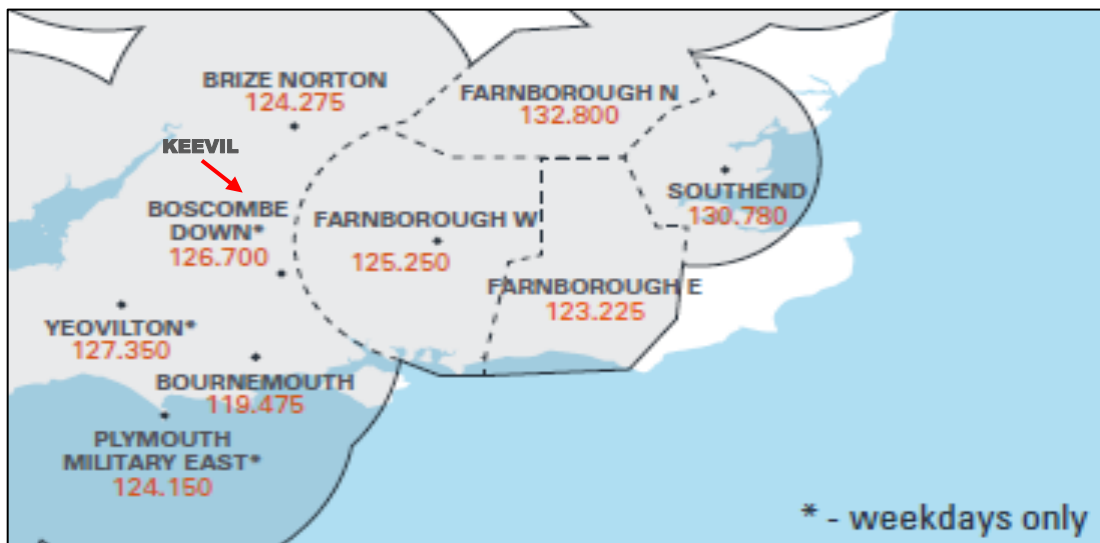 BRIZE NORTON
124.275
FARNBOROUGH N
132.800
KEEVIL
BOSCOMBE
DOWN*
126.700
FARNBOROUGH W
125.250
SOUTHEND
130.780
FARNBOROUGH E
123.225
YEOVILTON*
127.350
BOURNEMOUTH
119.475
PLYMOUTH
MILITARY EAST*
124.150
* - weekdays only